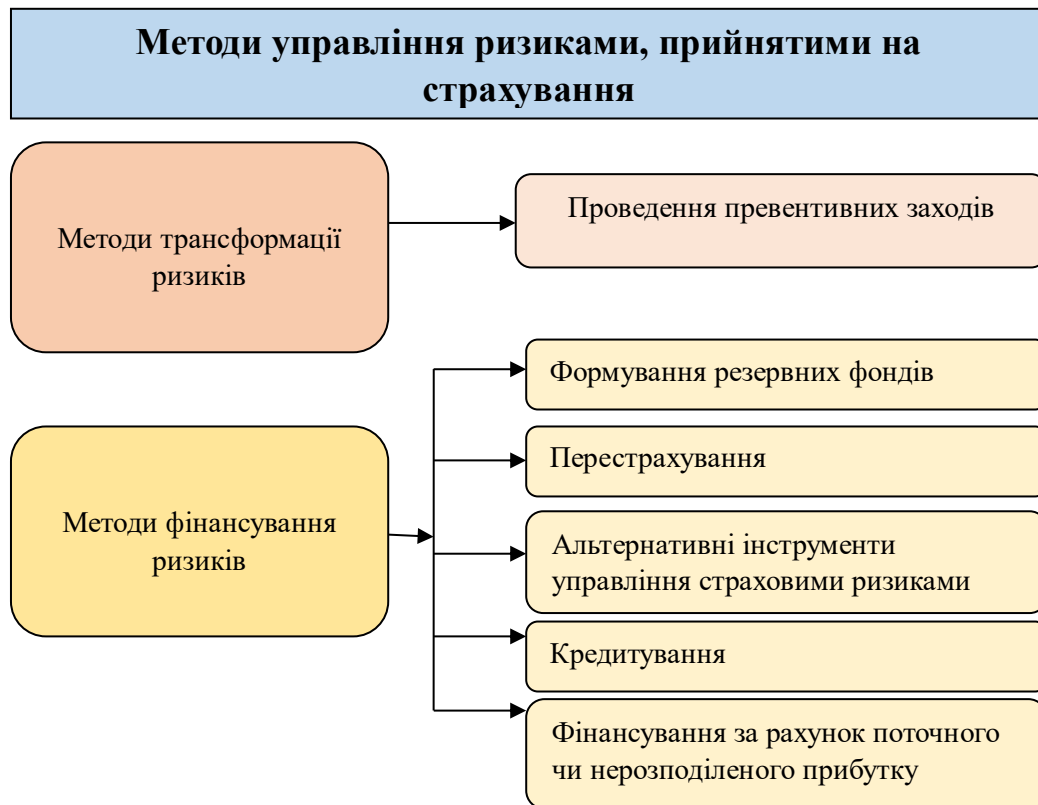 Методи управління ризиками, прийнятими на
страхування
Методи трансформації
ризиків
Проведення превентивних заходів
Методи фінансування
ризиків
Формування резервних фондів
Перестрахування
Альтернативні інструменти
управління страховими ризиками
Кредитування
Фінансування за рахунок поточного
чи нерозподіленого прибутку